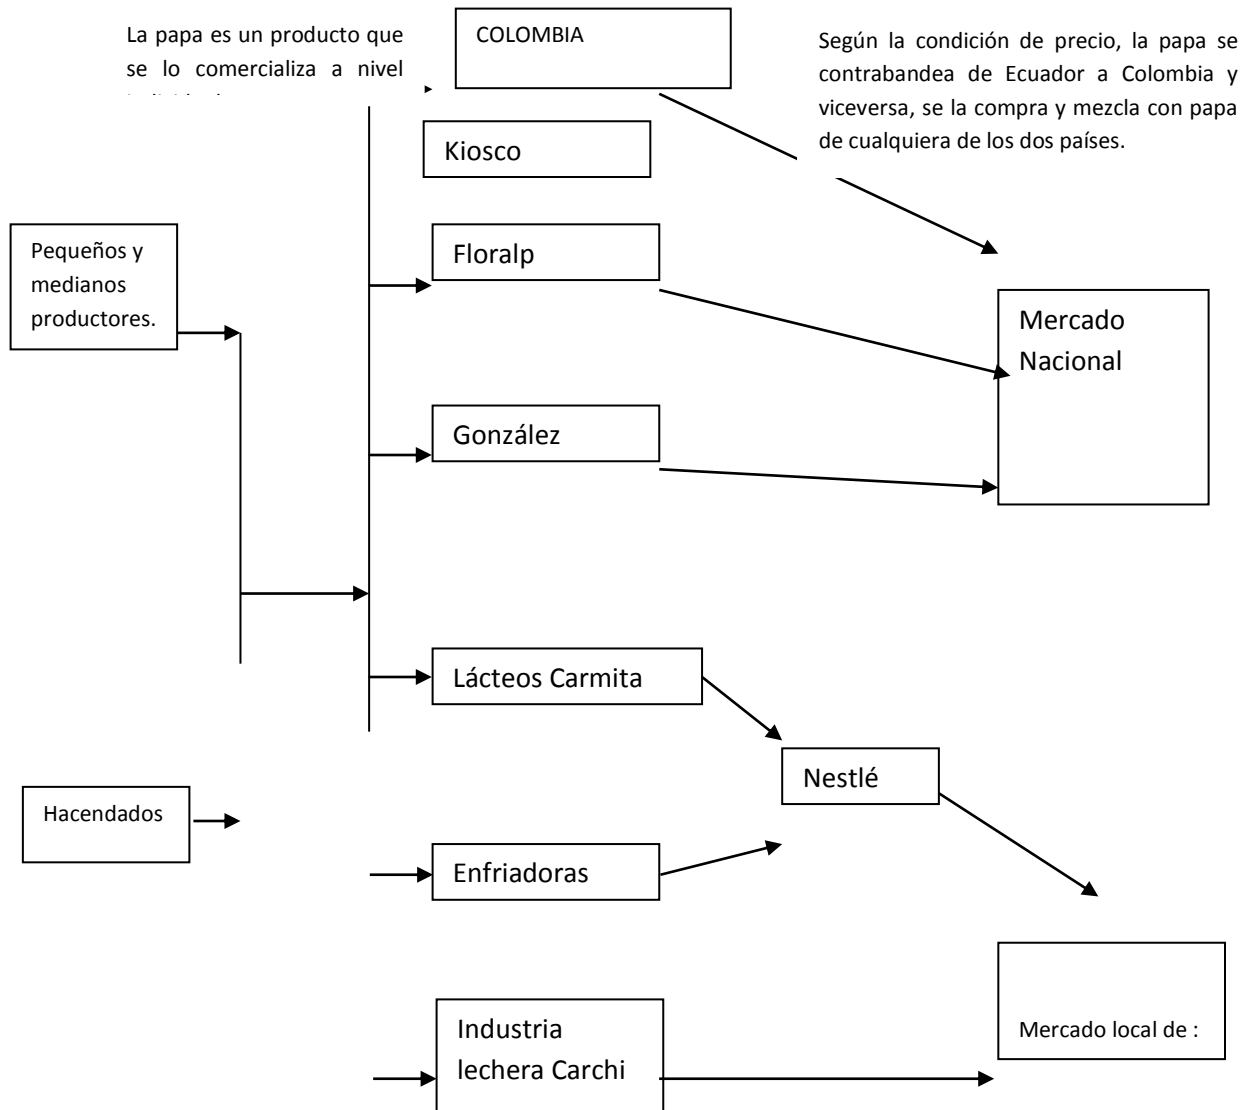 La papa es un producto que
se lo comercializa a nivel
COLOMBIA
Según la condición de precio, la papa se
contrabandea de Ecuador a Colombia y
viceversa, se la compra y mezcla con papa
de cualquiera de los dos países.
Kiosco
Pequeños y
medianos
productores.
Floralp
Mercado
Nacional
González
Lácteos Carmita
Nestlé
Hacendados
Enfriadoras
Industria
lechera Carchi
Mercado local de :